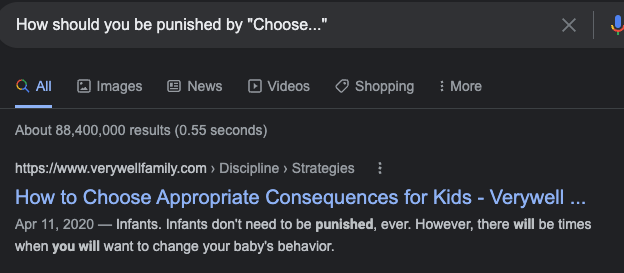 How should you be punished by "Choose..."
All Images News Videos Shopping More
About 88,400,000 results (0.55 seconds)
https://www.verywellfamily.com › Discipline › Strategies
How to Choose Appropriate Consequences for Kids - Verywell ...
Apr 11, 2020 — Infants. Infants don't need to be punished, ever. However, there will be times
when you will want to change your baby's behavior.